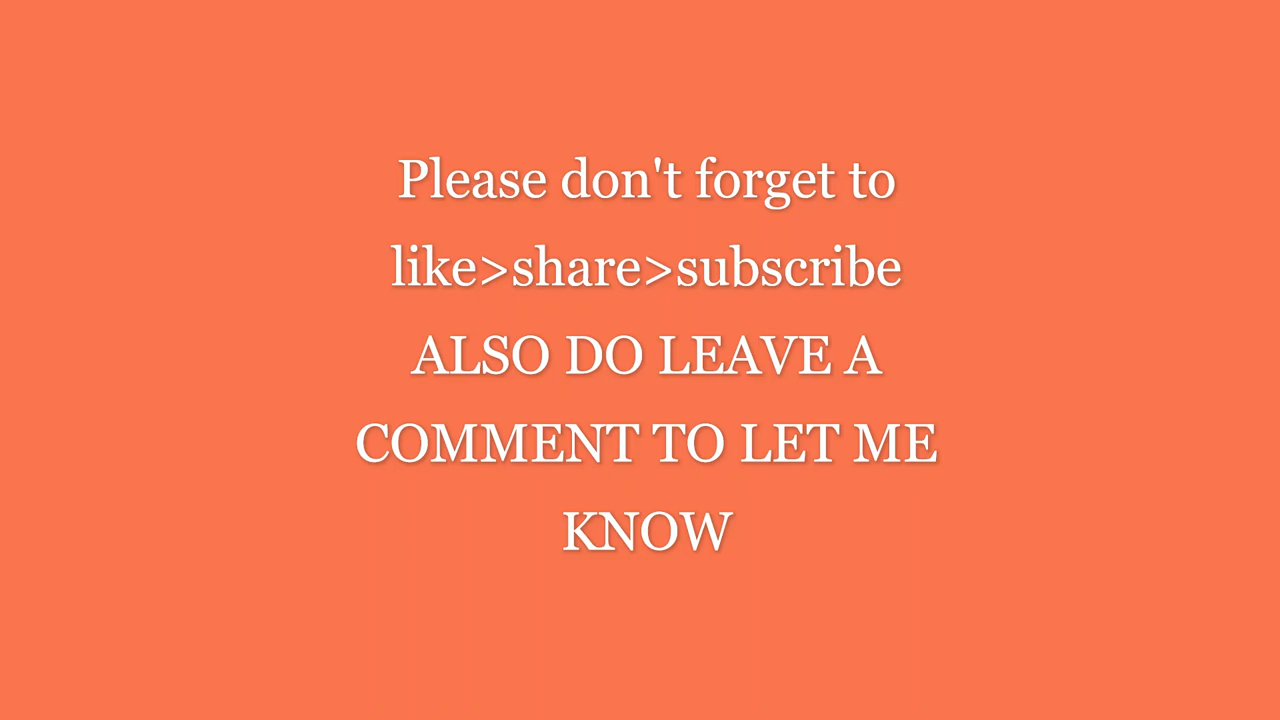 Please don't forget to
like>share>subscribe
ALSO DO LEAVE A
COMMENT TO LET ME
KNOW